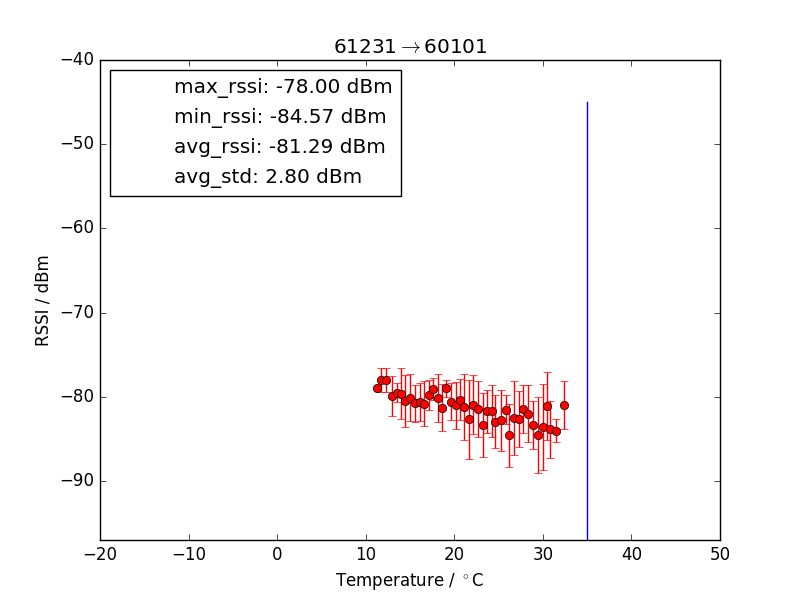 61231→60101
max_rssi: -78.00 dBm
min_rssi: -84.57 dBm
avg_rssi: -81.29 dBm
avg_std: 2.80 dBm
−40
−50
−60
−70
−80
−90
RSSI / dBm
−20 −10 0 10 20 30 40 50
Temperature / °C